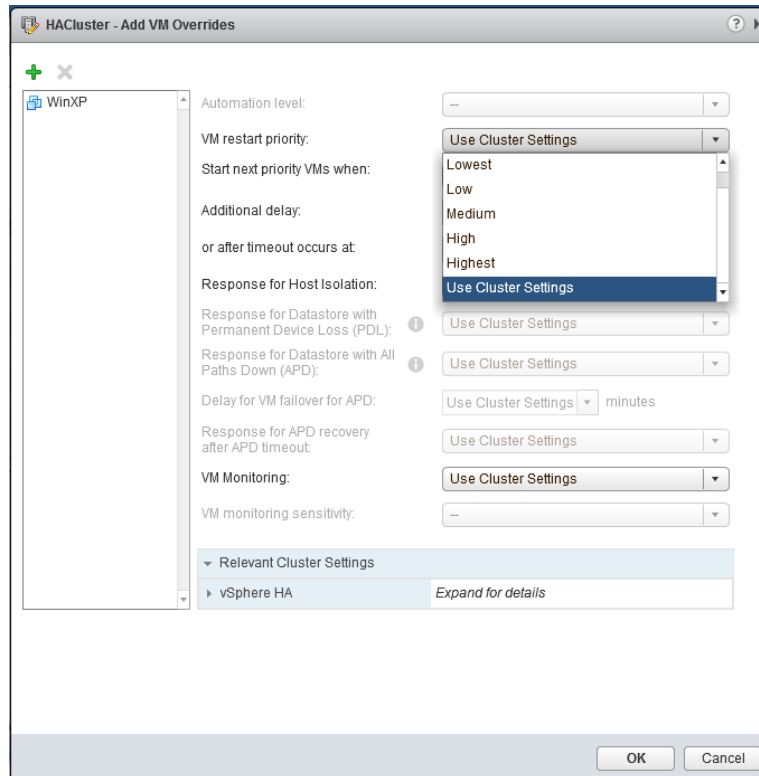 HACluster - Add VM Overrides
?
WinXP
Automation level:
--
VM restart priority:
Use Cluster Settings
Lowest
Low
Medium
High
Highest
Use Cluster Settings
Start next priority VMs when:
Additional delay:
or after timeout occurs at:
Response for Host Isolation:
Response for Datastore with
Permanent Device Loss (PDL):
Use Cluster Settings
Response for Datastore with All
Paths Down (APD):
Use Cluster Settings
Delay for VM failover for APD:
Use Cluster Settings minutes
Response for APD recovery
after APD timeout:
Use Cluster Settings
VM Monitoring:
Use Cluster Settings
VM monitoring sensitivity:
--
Relevant Cluster Settings
vSphere HA
Expand for details
OK
Cancel